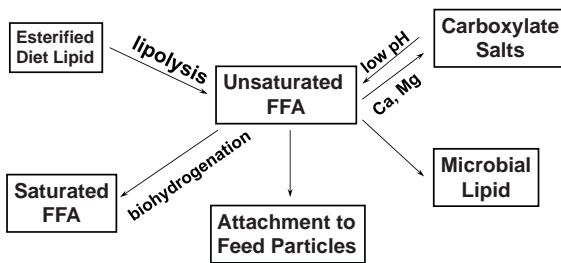 Esterified
Diet Lipid
lipolysis
Unsaturated
FFA
low pH
Ca, Mg
Carboxylate
Salts
Saturated
FFA
biohydrogenation
Attachment to
Feed Particles
Microbial
Lipid